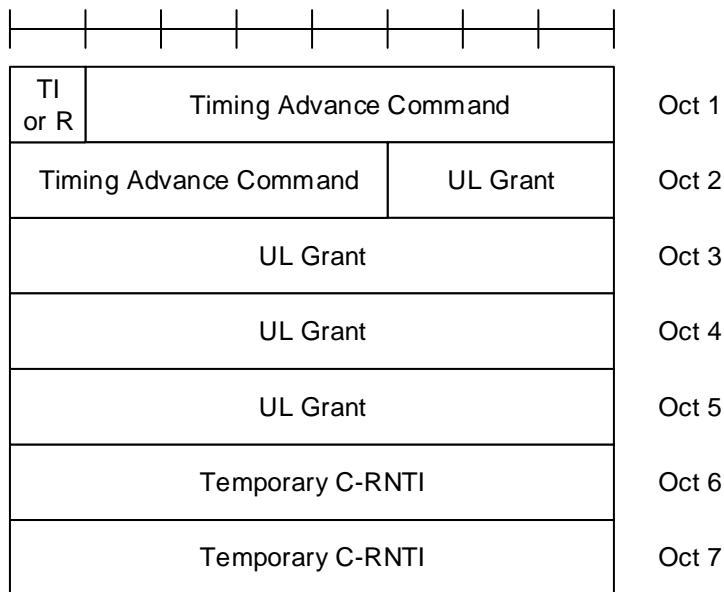 TI
or R
Timing Advance Command
Oct 1
Timing Advance Command
UL Grant
Oct 2
UL Grant
Oct 3
UL Grant
Oct 4
UL Grant
Oct 5
Temporary C-RNTI
Oct 6
Temporary C-RNTI
Oct 7